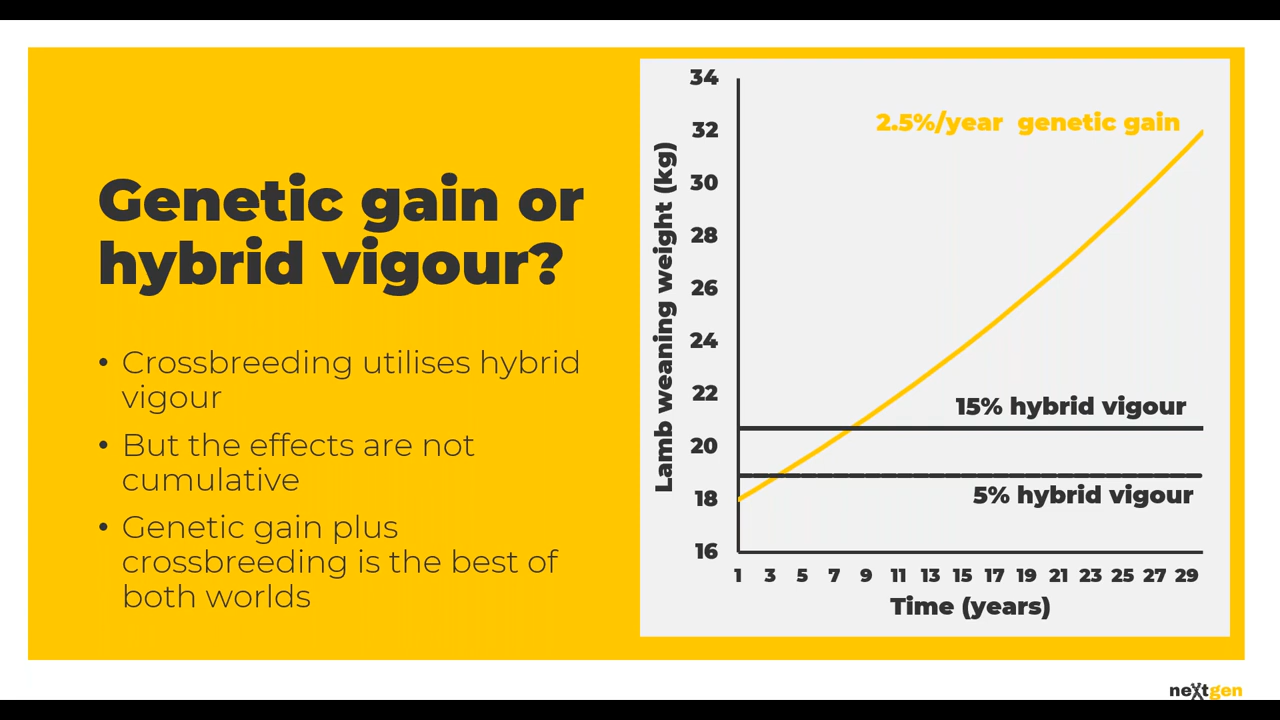 Genetic gain or
hybrid vigour?
• Crossbreeding utilises hybrid
vigour
• But the effects are not
cumulative
• Genetic gain plus
crossbreeding is the best of
both worlds
Lamb weaning weight (kg)
34
32
30
28
26
24
22
20
18
16
2.5%/year genetic gain
15% hybrid vigour
5% hybrid vigour
1 3 5 7 9 11 13 15 17 19 21 23 25 27 29
Time (years)
nextgen